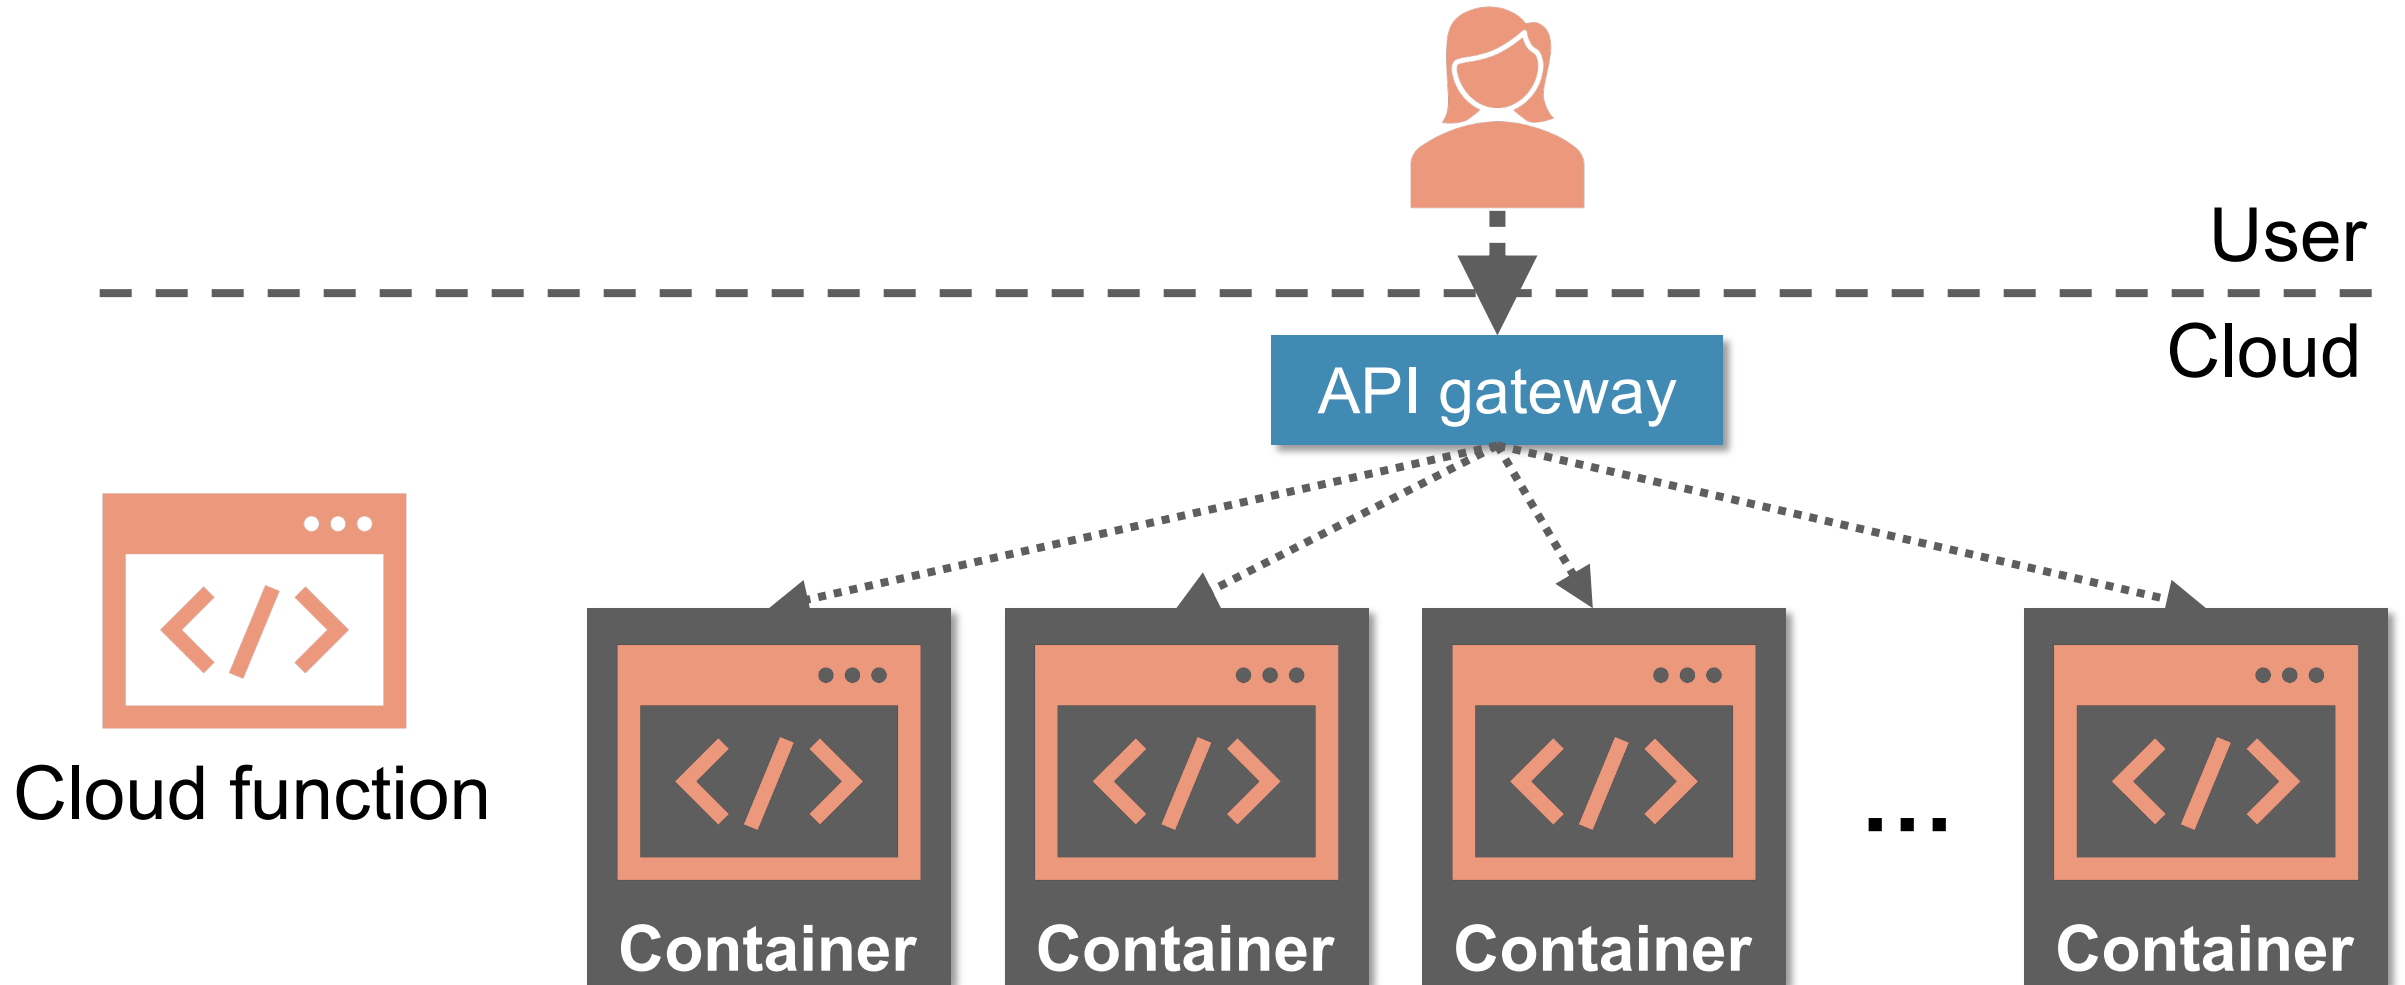 User
Cloud
API gateway
Cloud function
</>
</>
</>
</>
</>
...
Container
Container
Container
Container